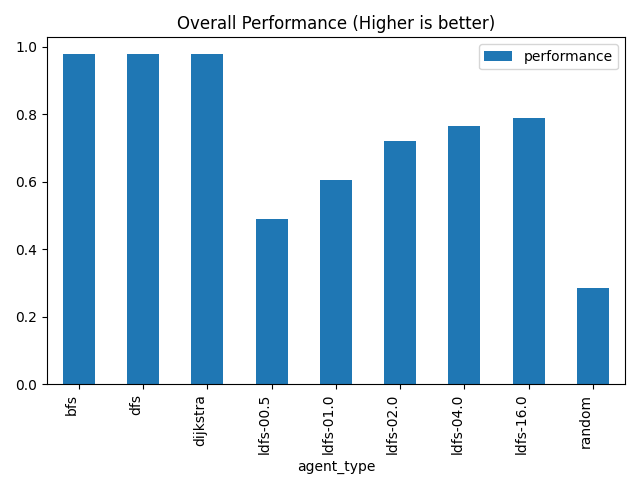 Overall Performance (Higher is better)
performance
1.0
0.8
0.6
0.4
0.2
0.0
bfs
dfs
dijkstra
ldfs-00.5
ldfs-01.0
ldfs-02.0
ldfs-04.0
ldfs-16.0
random
agent_type